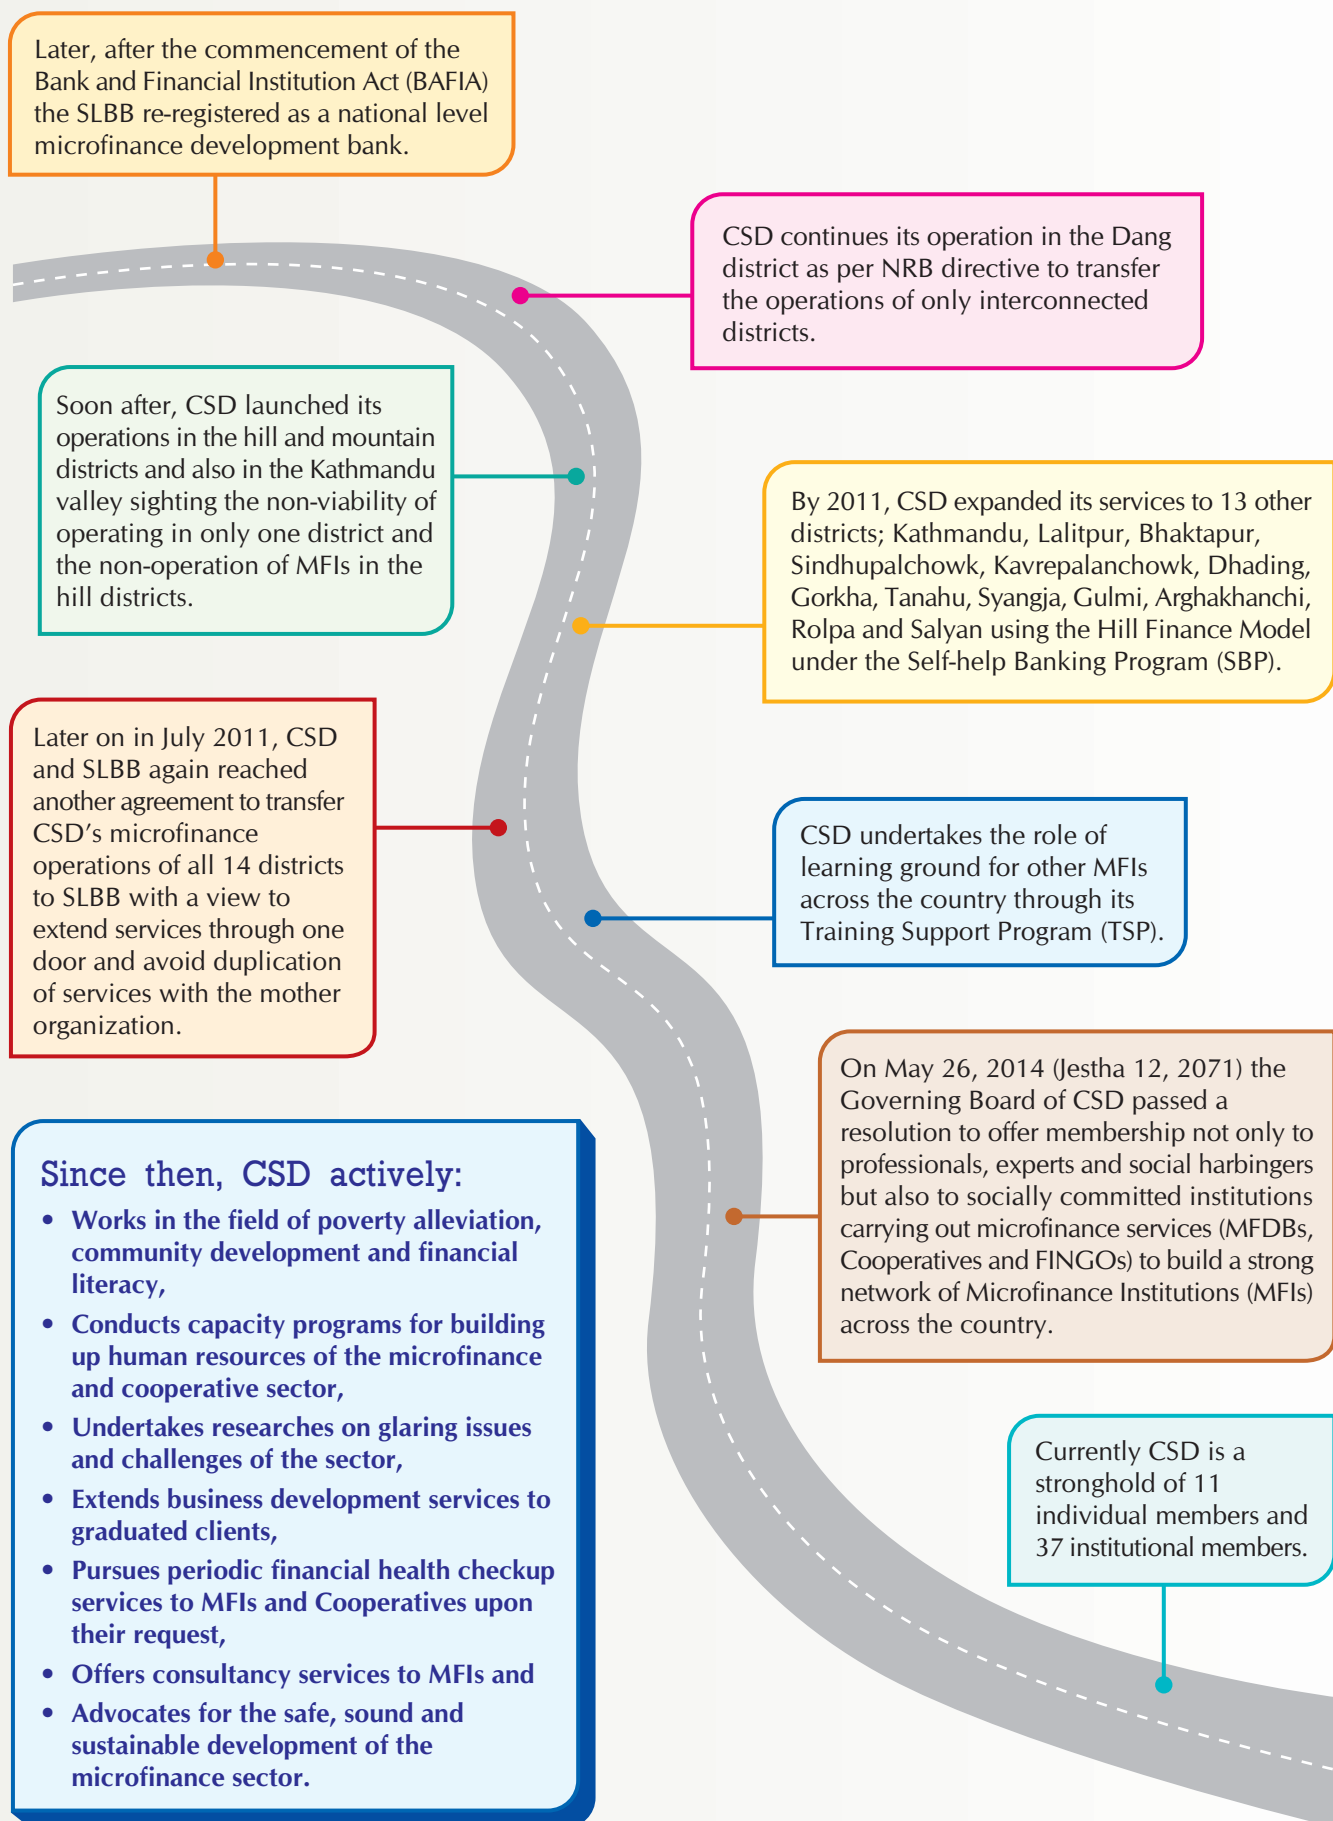 Later, after the commencement of the
Bank and Financial Institution Act (BAFIA)
the SLBB re-registered as a national level
microfinance development bank.
CSD continues its operation in the Dang
district as per NRB directive to transfer
the operations of only interconnected
districts.
Soon after, CSD launched its
operations in the hill and mountain
districts and also in the Kathmandu
valley sighting the non-viability of
operating in only one district and
the non-operation of MFIs in the
hill districts.
By 2011, CSD expanded its services to 13 other
districts; Kathmandu, Lalitpur, Bhaktapur,
Sindhupalchowk, Kavrepalanchowk, Dhading,
Gorkha, Tanahu, Syangja, Gulmi, Arghakhanchi,
Rolpa and Salyan using the Hill Finance Model
under the Self-help Banking Program (SBP).
Later on in July 2011, CSD
and SLBB again reached
another agreement to transfer
CSD's microfinance
operations of all 14 districts
to SLBB with a view to
extend services through one
door and avoid duplication
of services with the mother
organization.
CSD undertakes the role of
learning ground for other MFIs
across the country through its
Training Support Program (TSP).
On May 26, 2014 (Jestha 12, 2071) the
Governing Board of CSD passed a
resolution to offer membership not only to
professionals, experts and social harbingers
but also to socially committed institutions
carrying out microfinance services (MFDBs,
Cooperatives and FINGOs) to build a strong
network of Microfinance Institutions (MFIs)
across the country.
Since then, CSD actively:
• Works in the field of poverty alleviation,
community development and financial
literacy,
• Conducts capacity programs for building
up human resources of the microfinance
and cooperative sector,
• Undertakes researches on glaring issues
and challenges of the sector,
• Extends business development services to
graduated clients,
• Pursues periodic financial health checkup
services to MFIs and Cooperatives upon
their request,
• Offers consultancy services to MFIs and
• Advocates for the safe, sound and
sustainable development of the
microfinance sector.
Currently CSD is a
stronghold of 11
individual members and
37 institutional members.